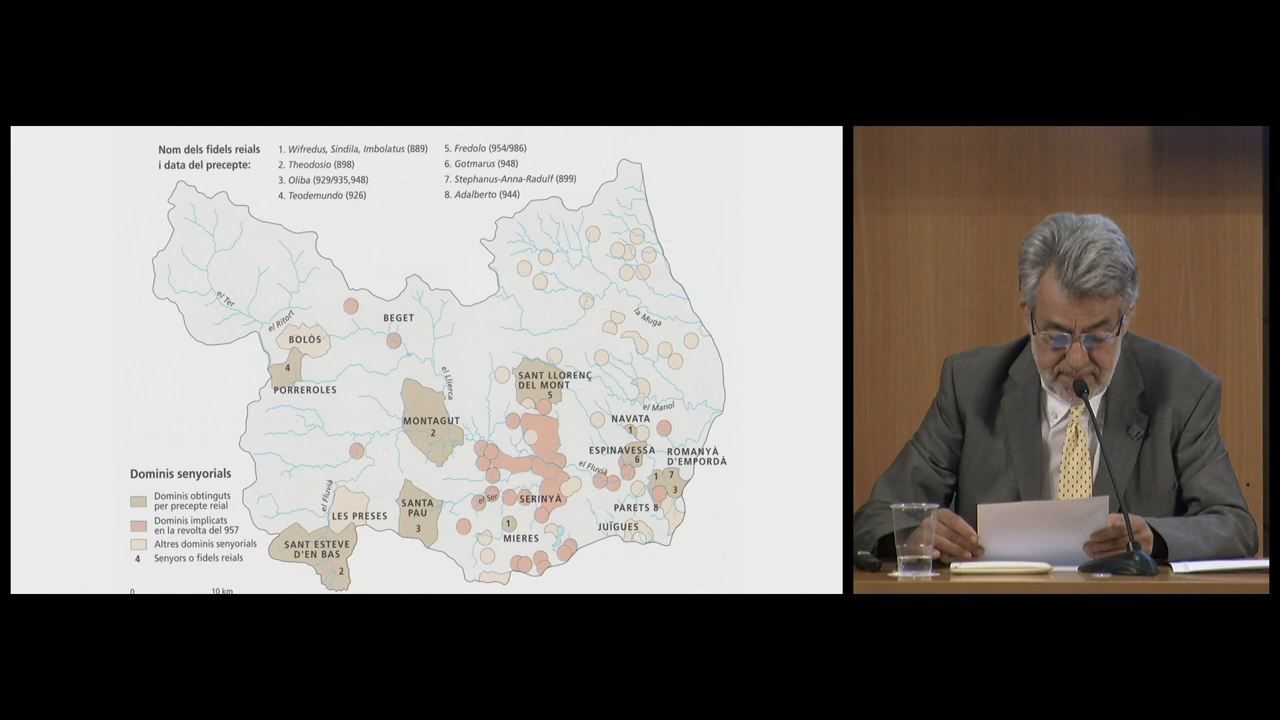 Nom dels fidels reials
i data del precepte:
1. Wifredus, Sindila, Imbolatus (889)
2. Theodosio (898)
3. Oliba (929/935,948)
4. Teodemundo (926)
5. Fredolo (954/986)
6. Gotmarus (948)
7. Stephanus-Anna-Radulf (899)
8. Adalberto (944)
el Ter
el Ritort
BEGET
la Muga
BOLÒS
4
PORREROLES
el Llierca
SANT LLORENÇ
DEL MONT
5
MONTAGUT
2
el Manol
NAVATA
1
ESPINAVESSA
6
ROMANYÀ
D'EMPORDÀ
el Fluvià
1
7
3
el Fluvià
LES PRESES
SANTA
PAU
3
el Ser
SERINYÀ
PARETS 8
JUÏGUES
1
MIERES
SANT ESTEVE
D'EN BAS
2
Dominis senyorials
Dominis obtinguts
per precepte reial
Dominis implicats
en la revolta del 957
Altres dominis senyorials
4 Senyors o fidels reials
0 10 km